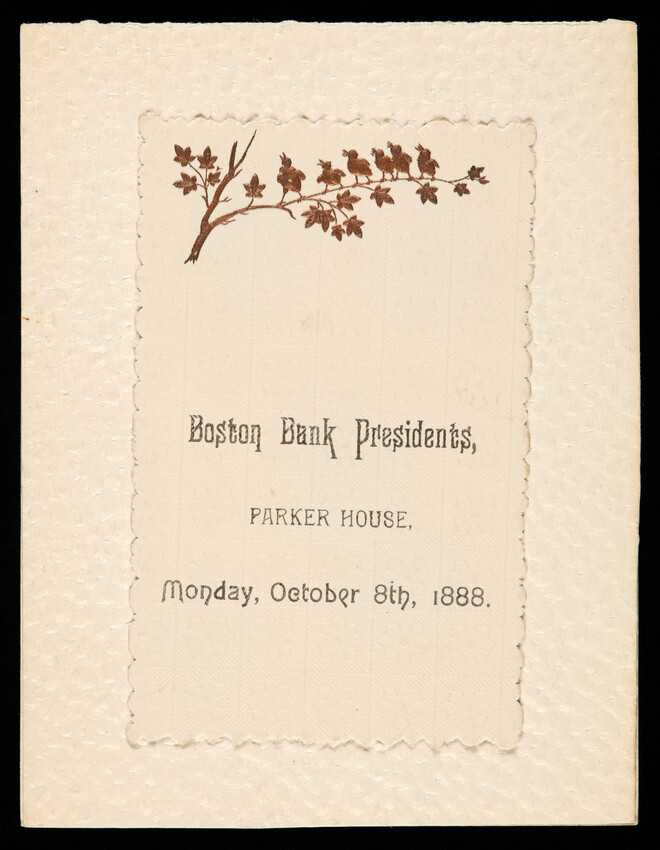 Boston Bank Presidents,
PARKER HOUSE,
Monday, October 8th, 1888.